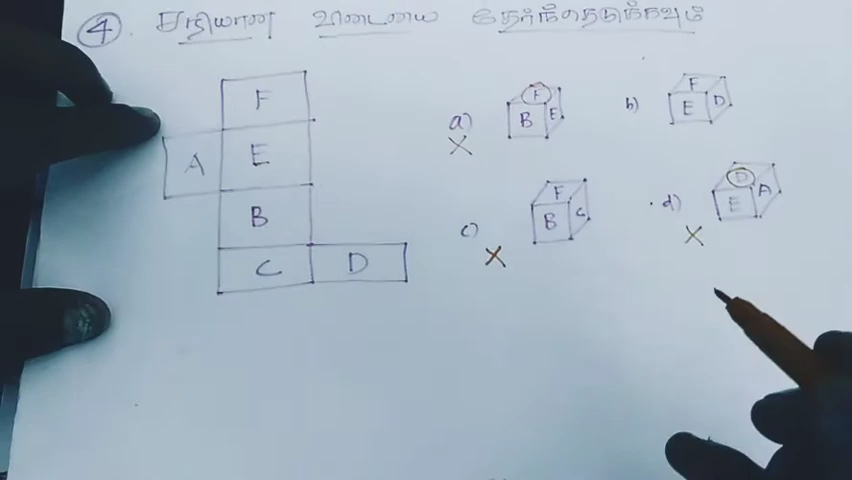 4. சரியான விடையை தேர்ந்தெடுக்கவும்
F
A E
B
C D
a) F B E
X
b) F E D
c) F B C
X
d) D E A
X